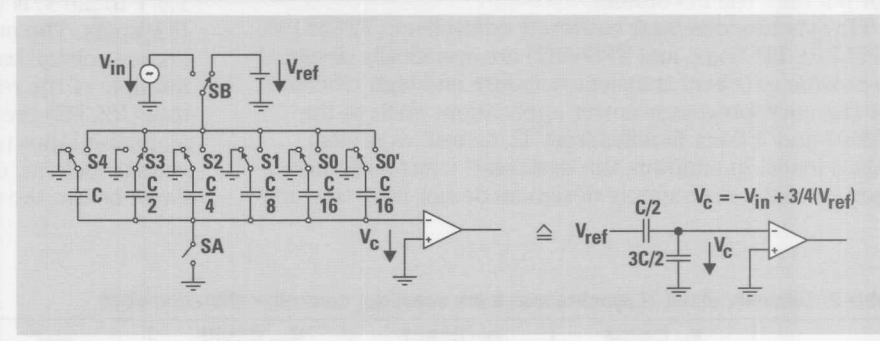 Vin
SB
Vref
S4
S3
S2
S1
S0
S0'
C
C/2
C/4
C/8
C/16
C/16
SA
Vc
−
+
≙
Vref
C/2
3C/2
Vc
Vc = −Vin + 3/4(Vref)
−
+